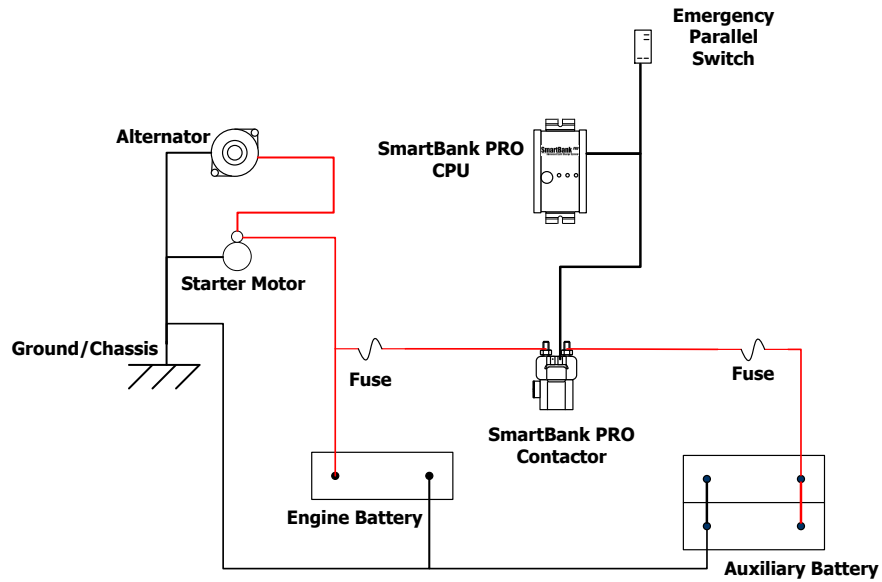 Emergency
Parallel
Switch
Alternator
SmartBank PRO
CPU
SmartBank
Starter Motor
Ground/Chassis
Fuse
Fuse
SmartBank PRO
Contactor
Engine Battery
Auxiliary Battery